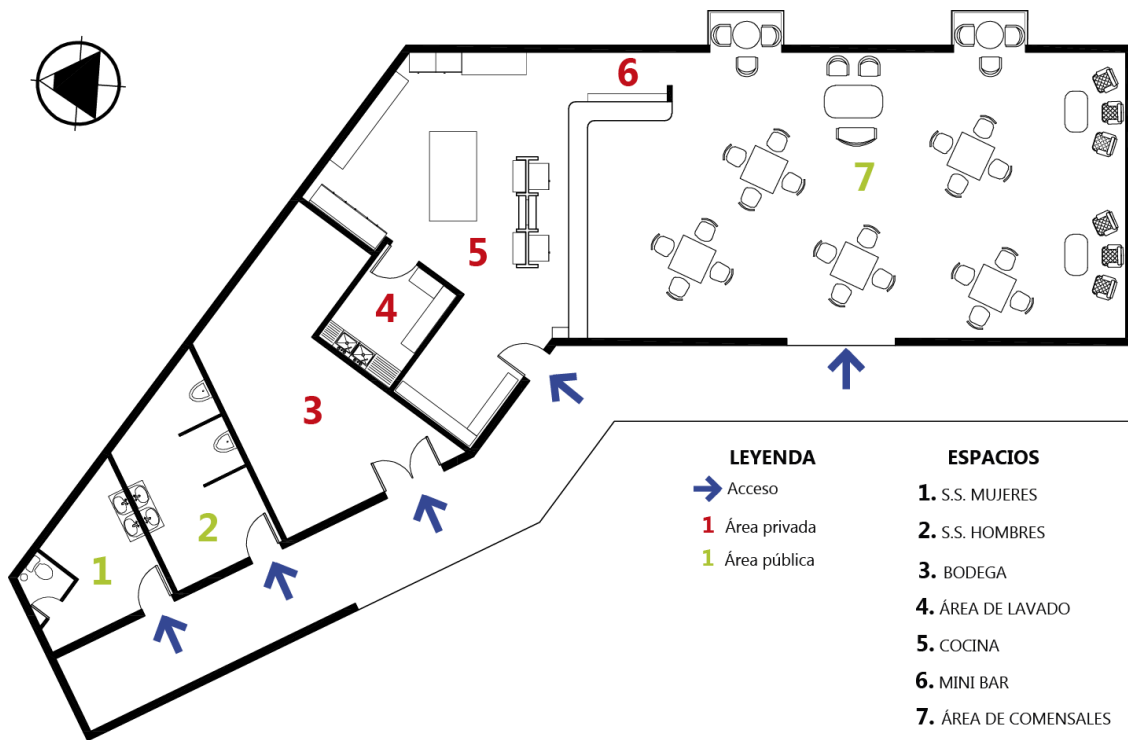 6
7
5
4
3
2
1
LEYENDA
Acceso
1 Área privada
1 Área pública
ESPACIOS
1. S.S. MUJERES
2. S.S. HOMBRES
3. BODEGA
4. ÁREA DE LAVADO
5. COCINA
6. MINI BAR
7. ÁREA DE COMENSALES